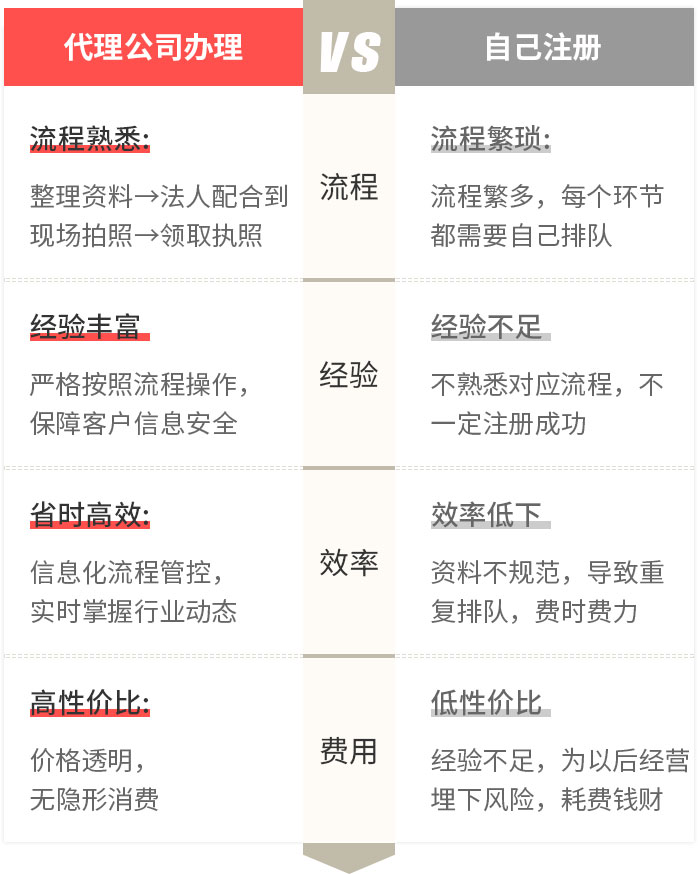 代理公司办理
VS
自己注册
流程熟悉:
整理资料→法人配合到
现场拍照→领取执照
流程
流程繁琐:
流程繁多，每个环节
都需要自己排队
经验丰富
严格按照流程操作，
保障客户信息安全
经验
经验不足
不熟悉对应流程，不
一定注册成功
省时高效:
信息化流程管控，
实时掌握行业动态
效率
效率低下
资料不规范，导致重
复排队，费时费力
高性价比:
价格透明，
无隐形消费
费用
低性价比
经验不足，为以后经营
埋下风险，耗费钱财